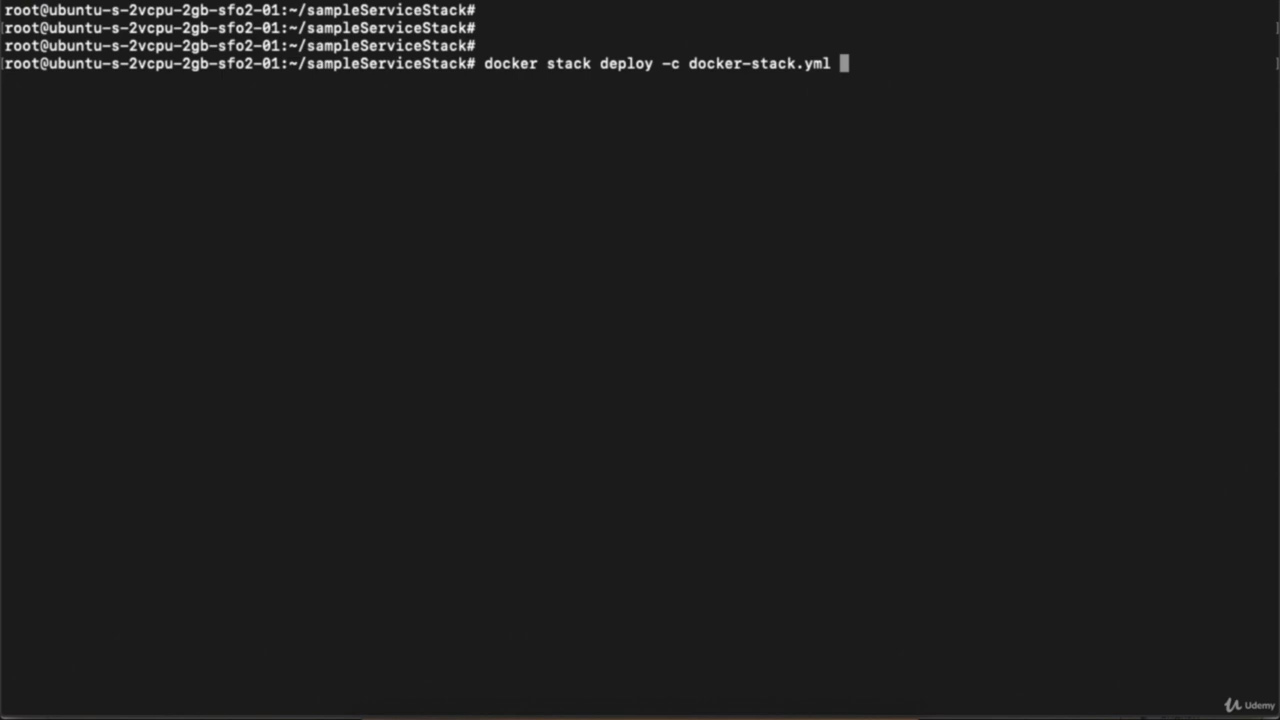 root@ubuntu-s-2vcpu-2gb-sfo2-01:~/sampleServiceStack#
root@ubuntu-s-2vcpu-2gb-sfo2-01:~/sampleServiceStack#
root@ubuntu-s-2vcpu-2gb-sfo2-01:~/sampleServiceStack#
root@ubuntu-s-2vcpu-2gb-sfo2-01:~/sampleServiceStack# docker stack deploy -c docker-stack.yml
Udemy